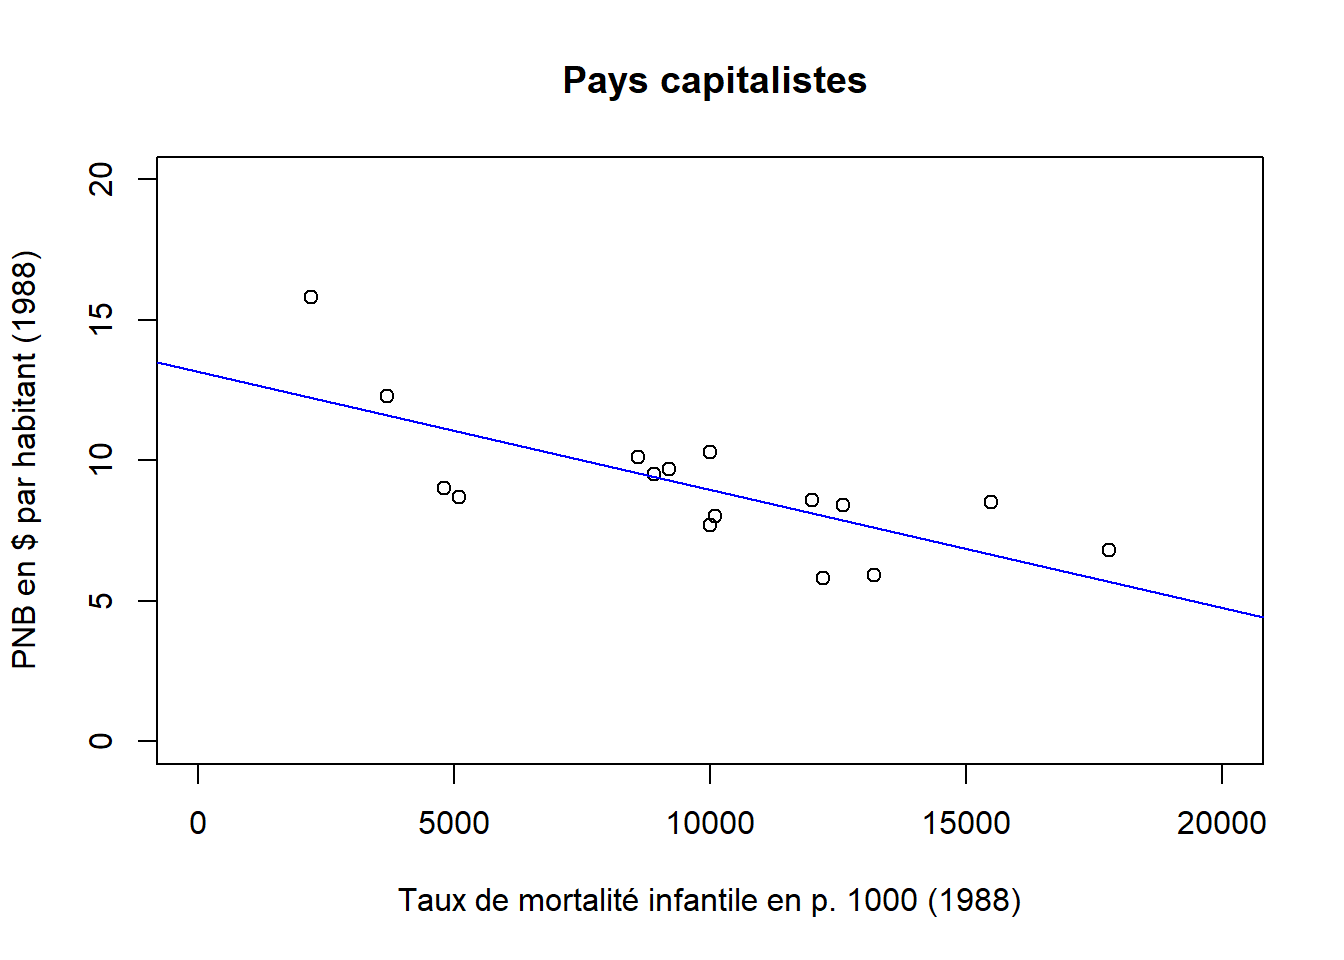 Pays capitalistes
PNB en $ par habitant (1988)
20
15
10
5
0
0 5000 10000 15000 20000
Taux de mortalité infantile en p. 1000 (1988)